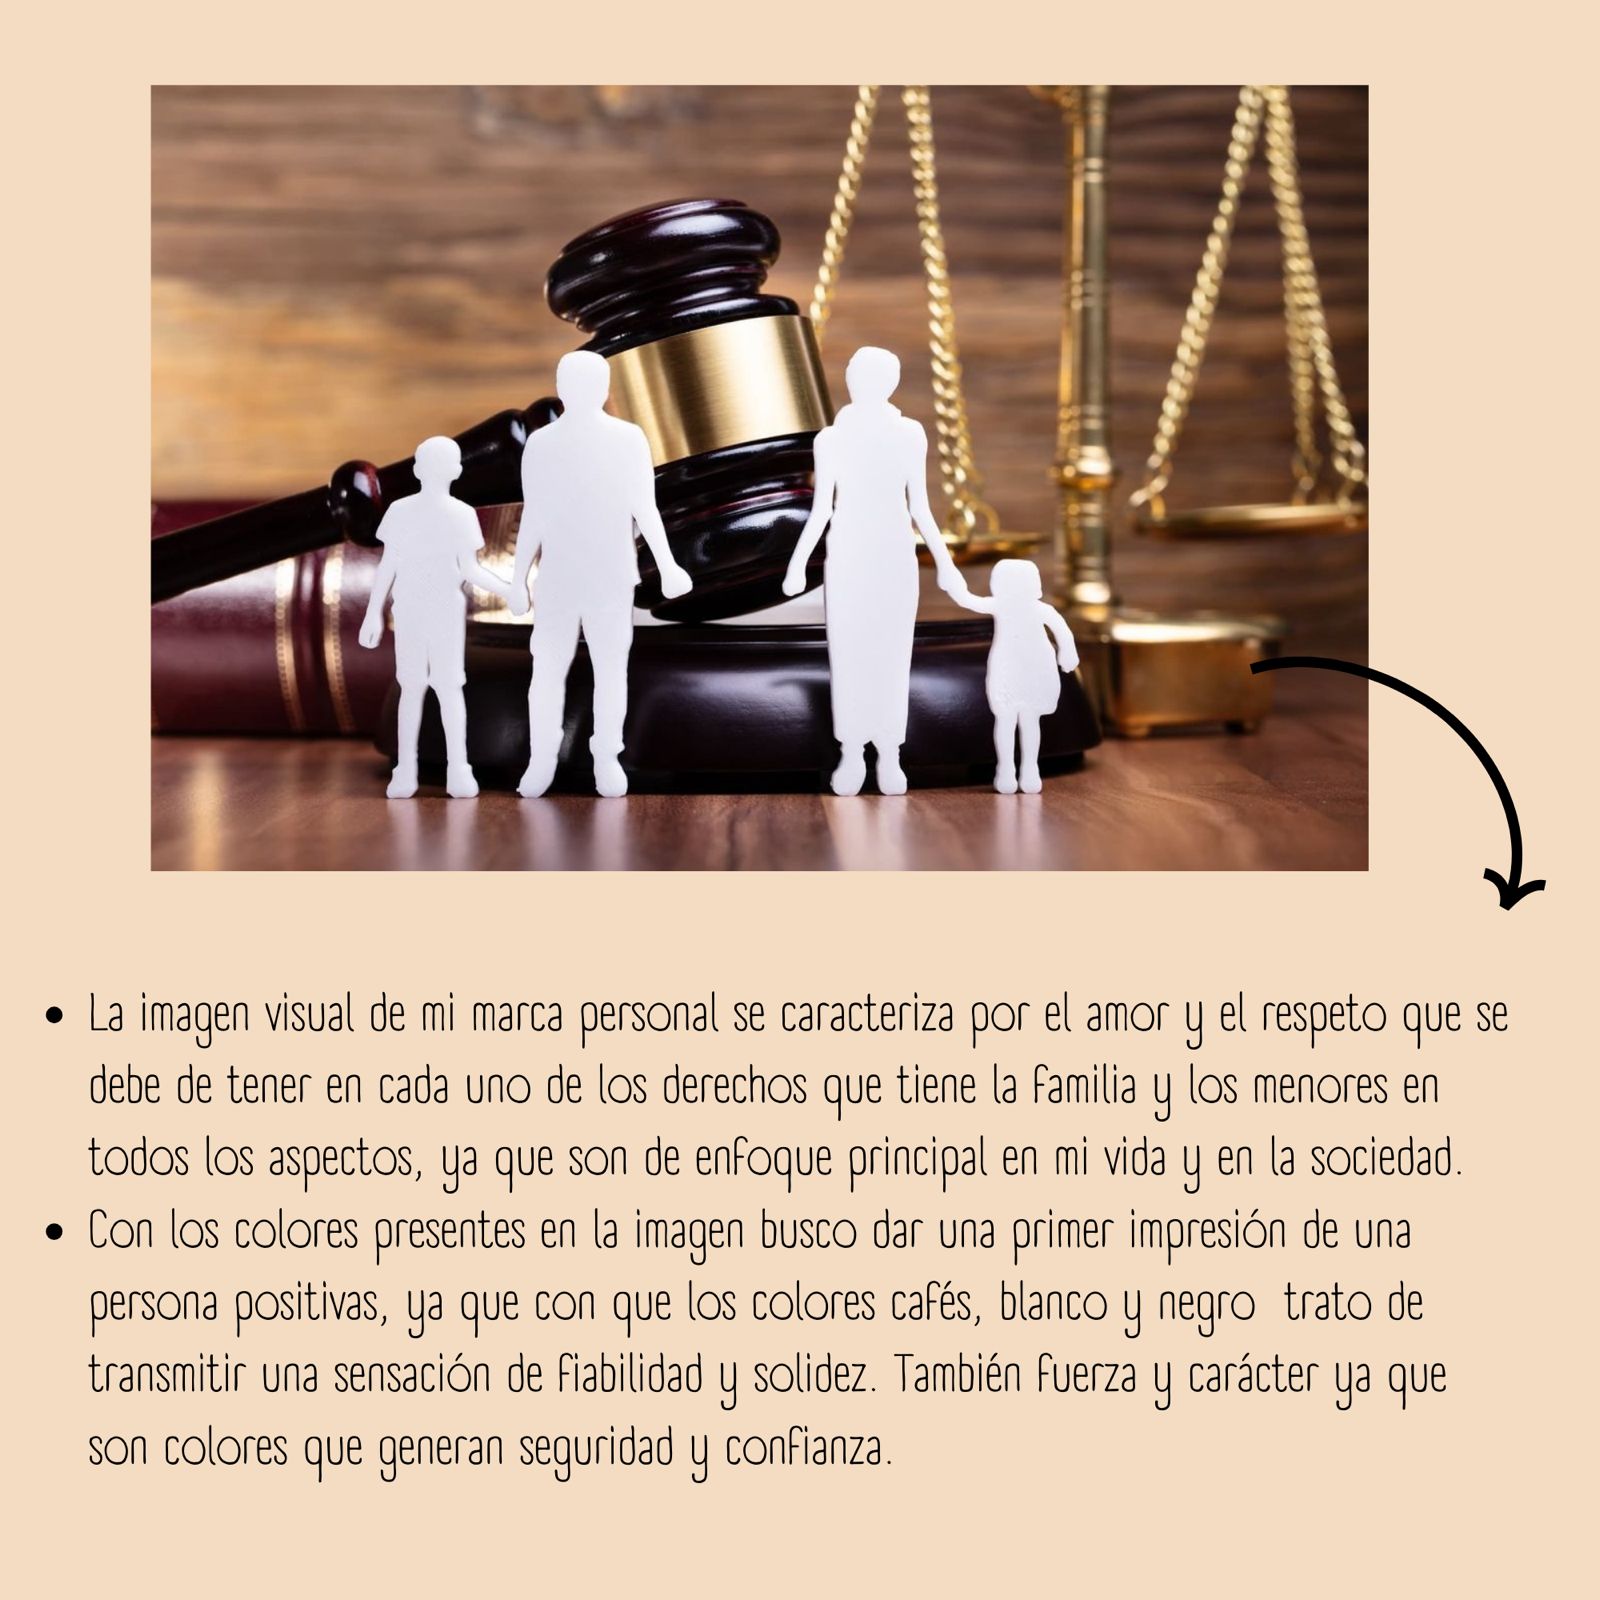 • La imagen visual de mi marca personal se caracteriza por el amor y el respeto que se
debe de tener en cada uno de los derechos que tiene la familia y los menores en
todos los aspectos, ya que son de enfoque principal en mi vida y en la sociedad.
• Con los colores presentes en la imagen busco dar una primer impresión de una
persona positivas, ya que con que los colores cafés, blanco y negro  trato de
transmitir una sensación de fiabilidad y solidez. También fuerza y carácter ya que
son colores que generan seguridad y confianza.